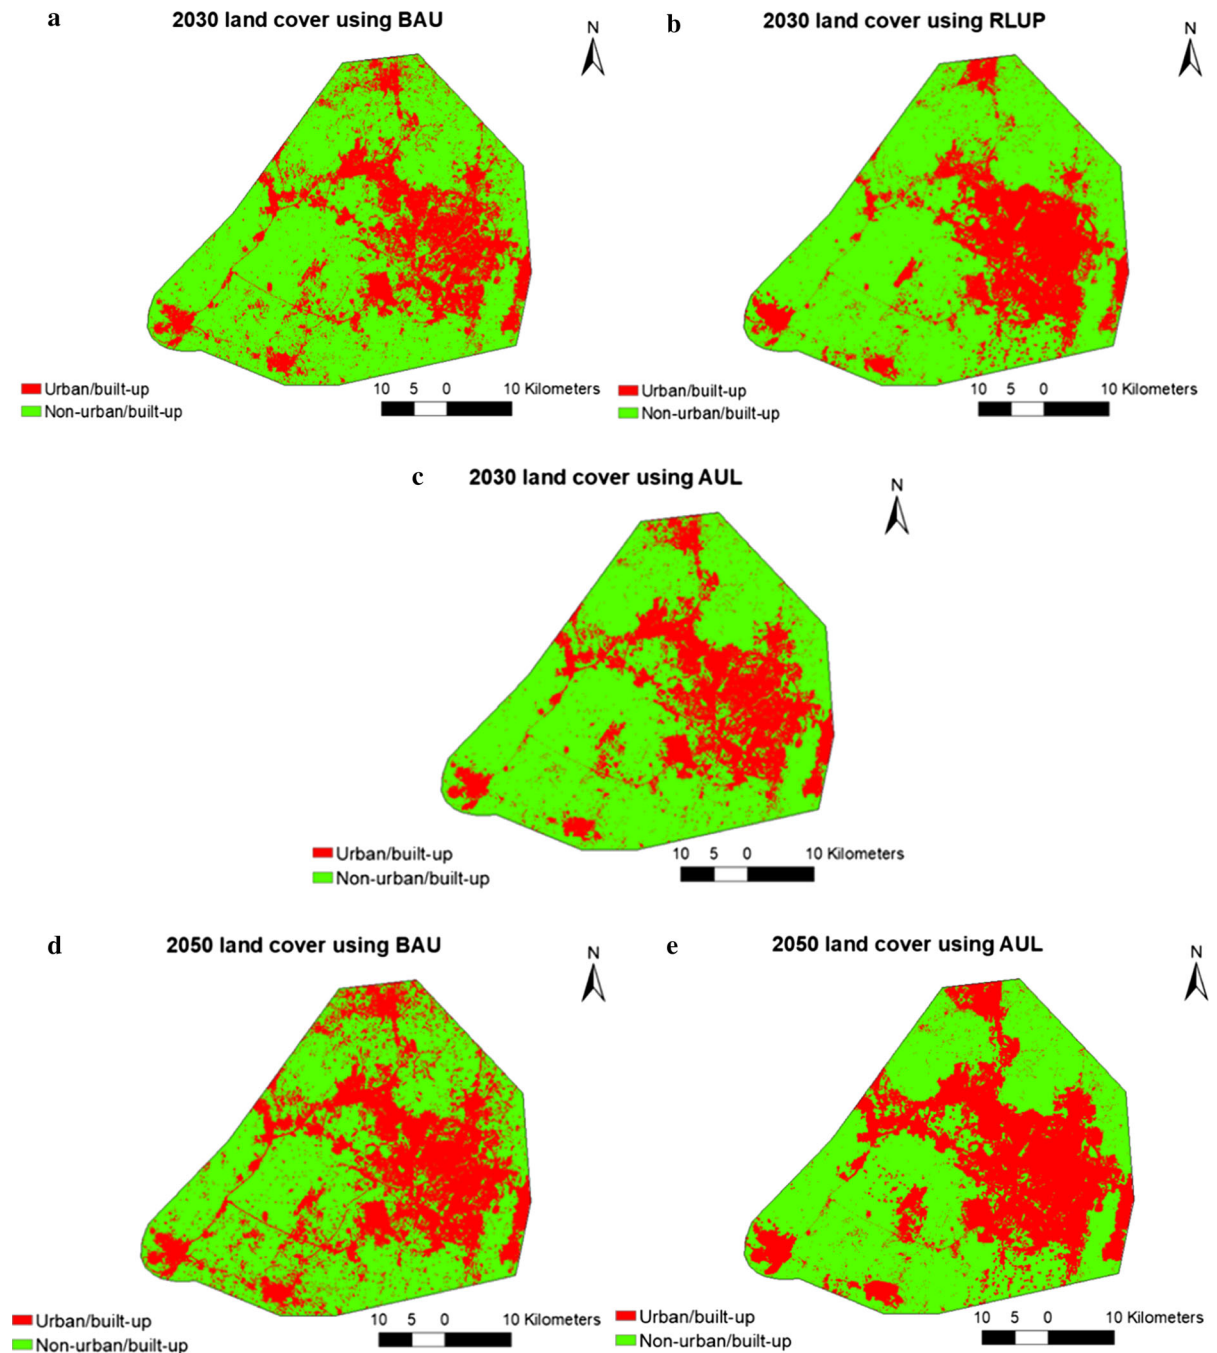 a
2030 land cover using BAU
N
Urban/built-up
Non-urban/built-up
10 5 0 10 Kilometers
b
2030 land cover using RLUP
N
Urban/built-up
Non-urban/built-up
10 5 0 10 Kilometers
c
2030 land cover using AUL
N
Urban/built-up
Non-urban/built-up
10 5 0 10 Kilometers
d
2050 land cover using BAU
N
Urban/built-up
Non-urban/built-up
10 5 0 10 Kilometers
e
2050 land cover using AUL
N
Urban/built-up
Non-urban/built-up
10 5 0 10 Kilometers